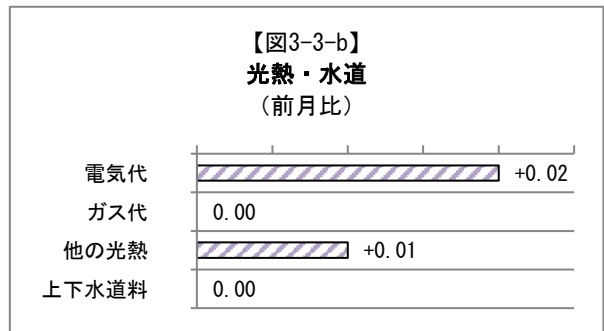 【図3-3-b】
光熱・水道
（前月比）
電気代 +0.02
ガス代 0.00
他の光熱 +0.01
上下水道料 0.00